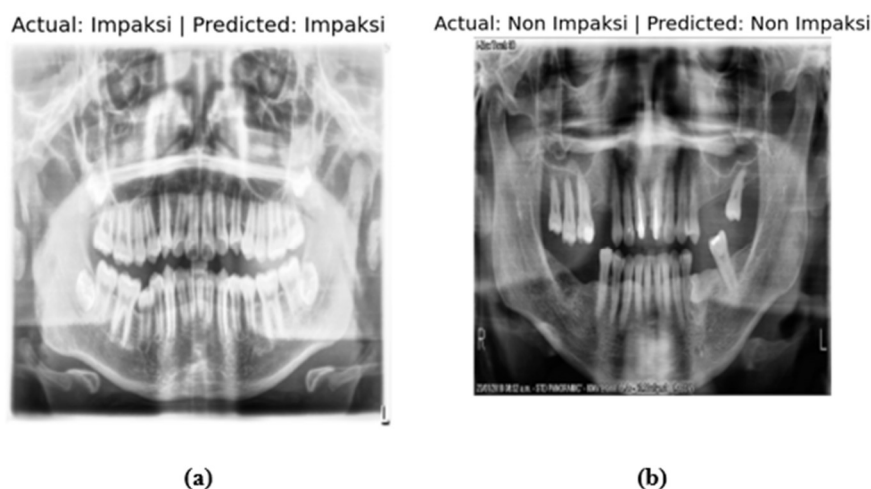 Actual: Impaksi | Predicted: Impaksi
Actual: Non Impaksi | Predicted: Non Impaksi
R
L
L
(a)
(b)